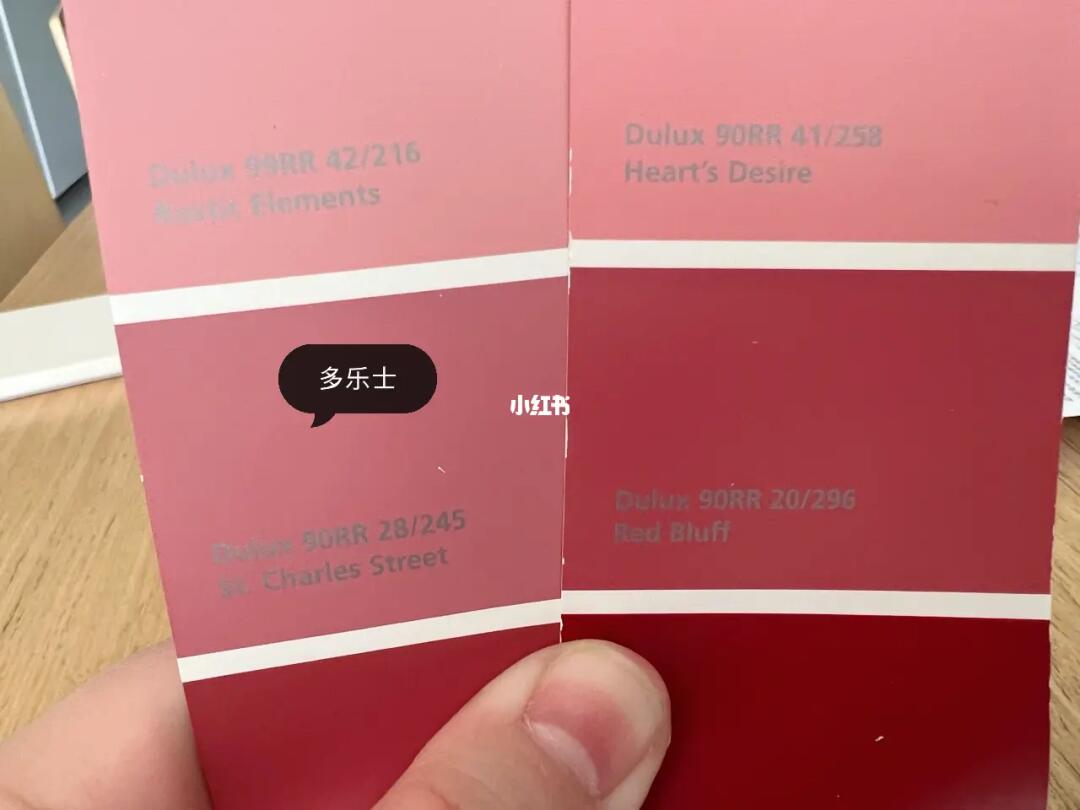 Dulux 99RR 42/216
Rustic Elements
Dulux 90RR 41/258
Heart's Desire
多乐士
小红书
Dulux 90RR 28/245
St. Charles Street
Dulux 90RR 20/296
Red Bluff